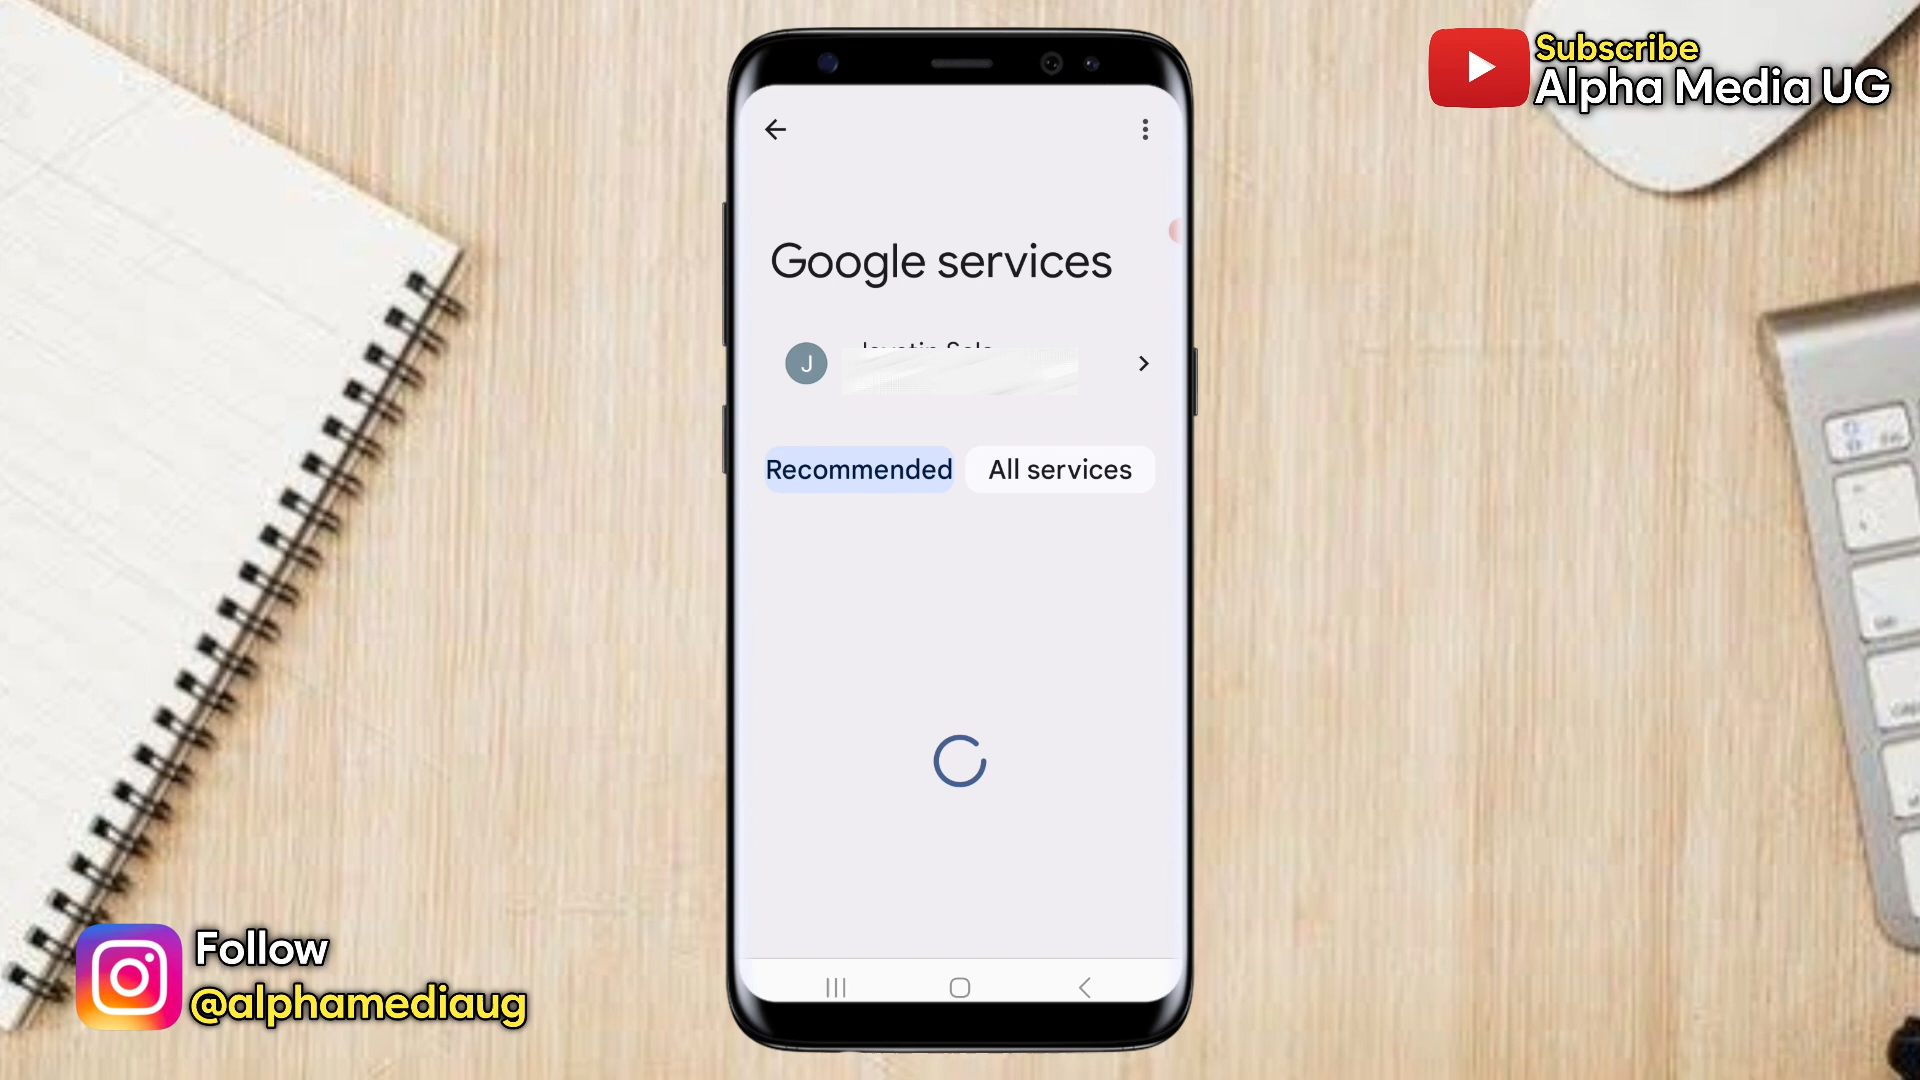 Subscribe
Alpha Media UG
Google services
J
Recommended
All services
Follow
@alphamediaug